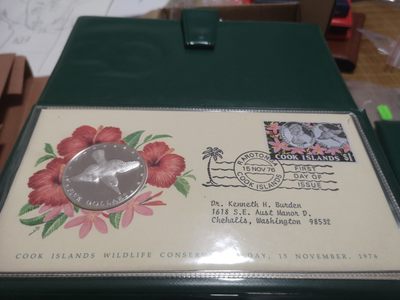 FIVE DOLLARS
COOK ISLANDS $1
RAROTONGA
15 NOV 76
COOK ISLANDS
FIRST
DAY OF
ISSUE
Dr. Kenneth H. Burden
1618 S.E. Aust Manor D.
Chehalis, Washington 98532
COOK ISLANDS WILDLIFE CONSERVATION DAY, 15 NOVEMBER, 1976